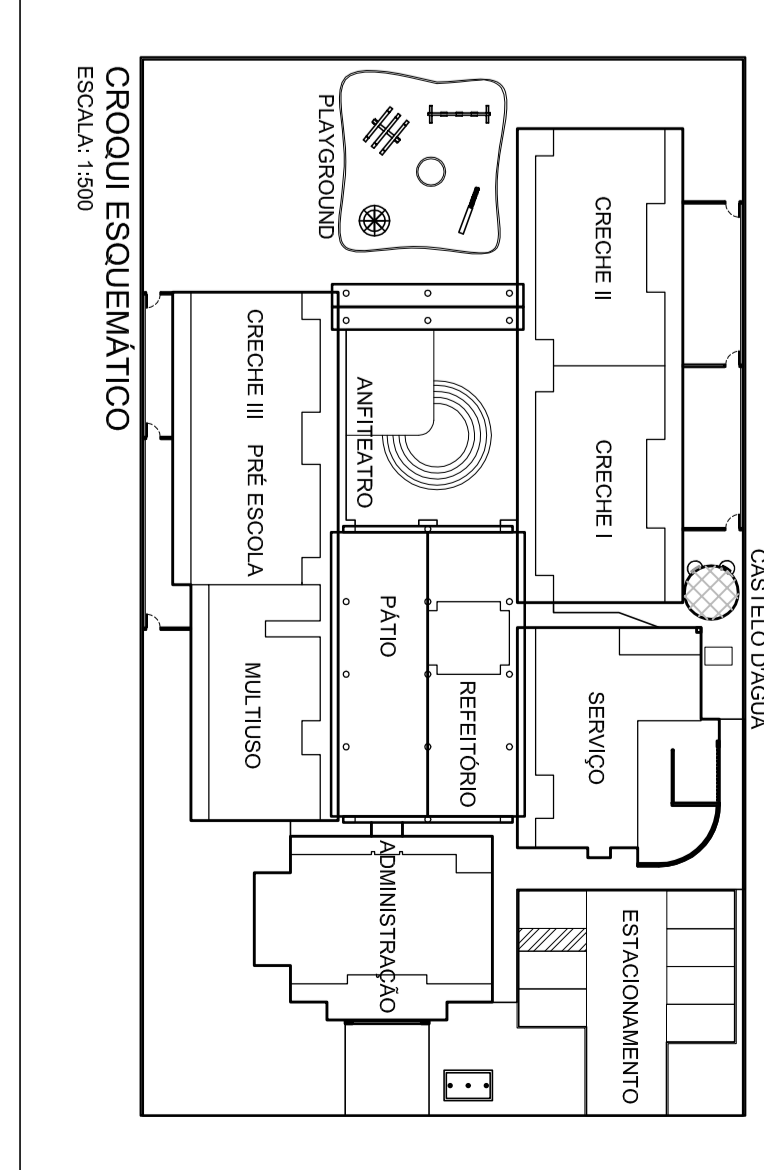 CASTELO D'ÁGUA
CRECHE II
CRECHE I
SERVIÇO
ESTACIONAMENTO
PLAYGROUND
ANFITEATRO
PÁTIO
REFEITÓRIO
ADMINISTRAÇÃO
CRECHE III
PRÉ ESCOLA
MULTIUSO
CROQUI ESQUEMÁTICO
ESCALA: 1:500